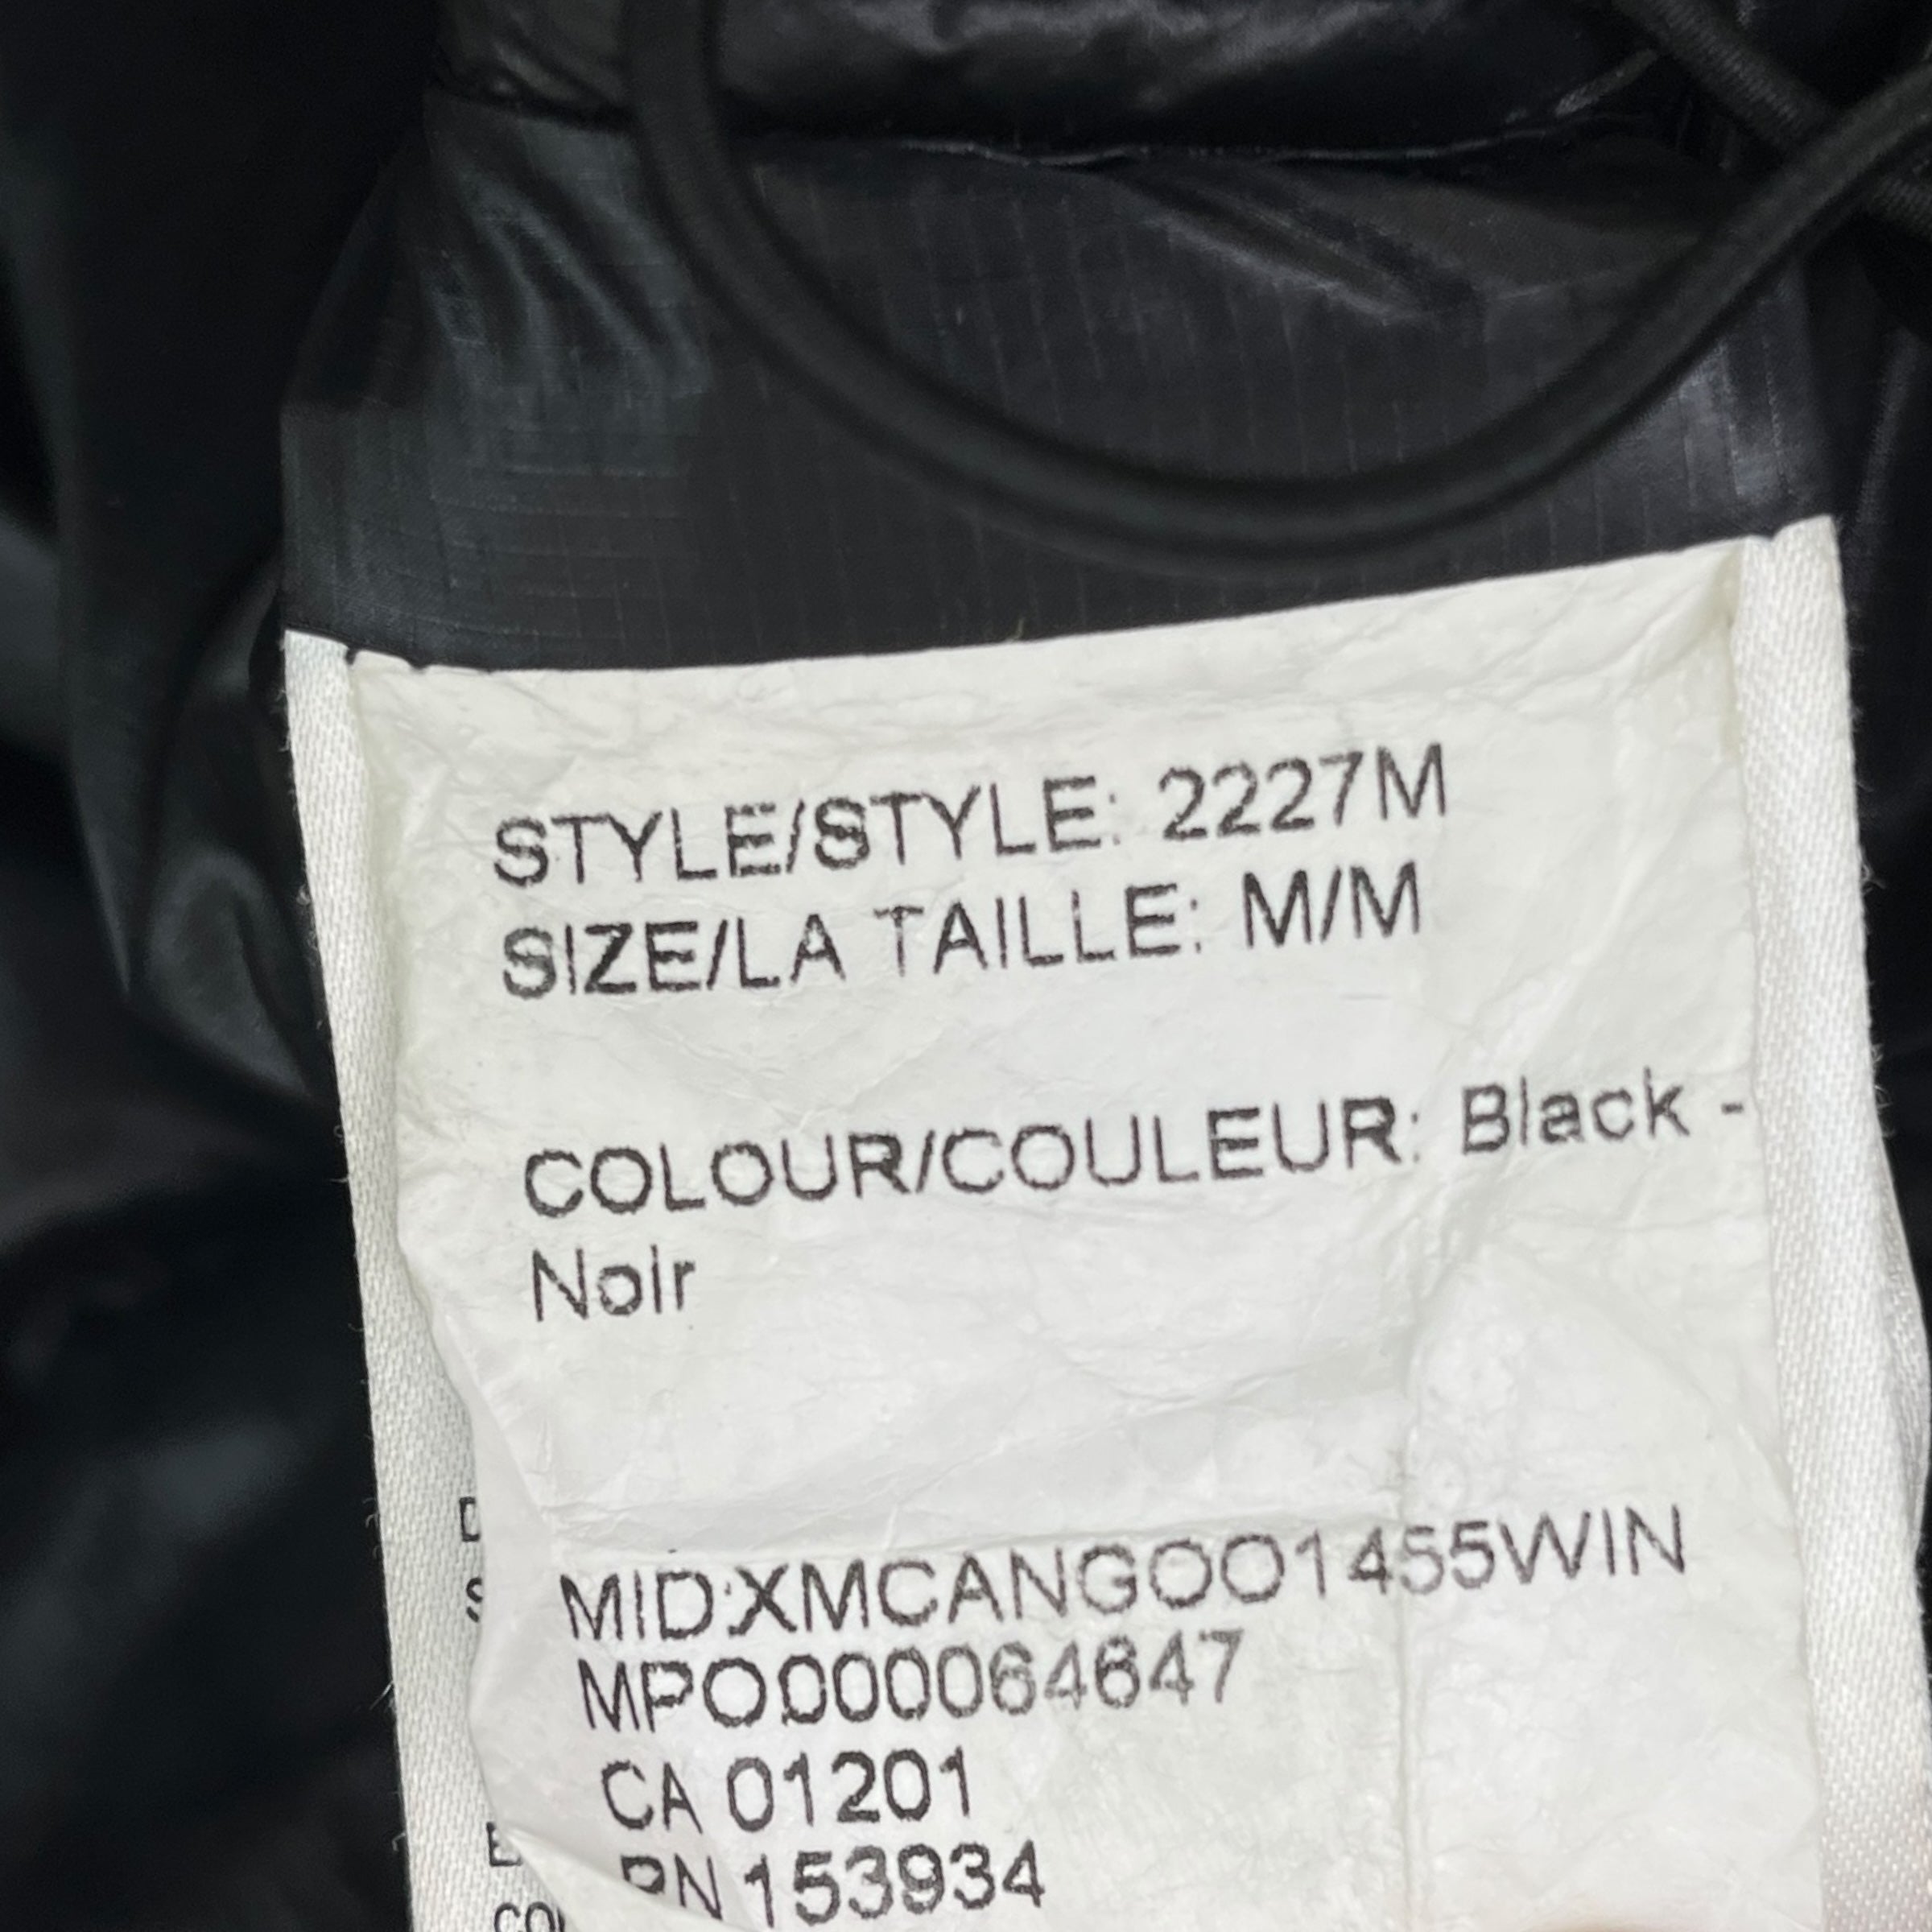 STYLE/STYLE: 2227M
SIZE/LA TAILLE: M/M
COLOUR/COULEUR: Black -
Noir
MID:XMCANGOO1455WIN
MPO000064647
CA 01201
RN 153934